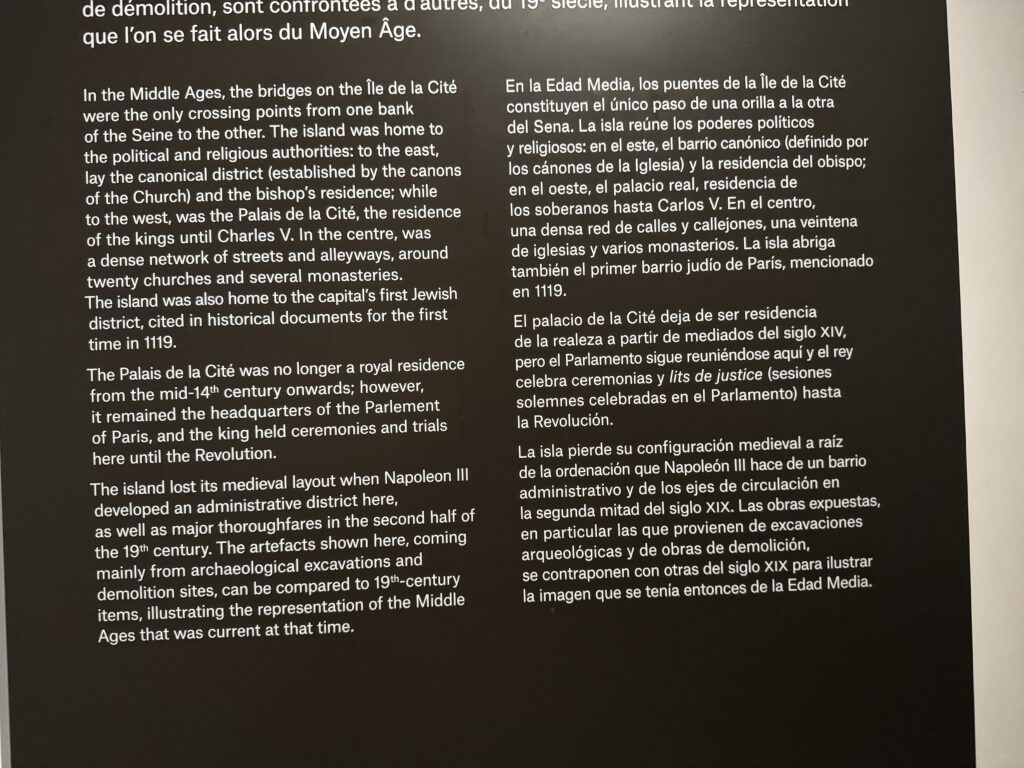 de démolition, sont confrontées à d'autres, du 19e siècle, illustrant la représentation
que l'on se fait alors du Moyen Âge.
In the Middle Ages, the bridges on the Île de la Cité
were the only crossing points from one bank
of the Seine to the other. The island was home to
the political and religious authorities: to the east,
lay the canonical district (established by the canons
of the Church) and the bishop's residence; while
to the west, was the Palais de la Cité, the residence
of the kings until Charles V. In the centre, was
a dense network of streets and alleyways, around
twenty churches and several monasteries.
The island was also home to the capital's first Jewish
district, cited in historical documents for the first
time in 1119.
The Palais de la Cité was no longer a royal residence
from the mid-14th century onwards; however,
it remained the headquarters of the Parlement
of Paris, and the king held ceremonies and trials
here until the Revolution.
The island lost its medieval layout when Napoleon III
developed an administrative district here,
as well as major thoroughfares in the second half of
the 19th century. The artefacts shown here, coming
mainly from archaeological excavations and
demolition sites, can be compared to 19th-century
items, illustrating the representation of the Middle
Ages that was current at that time.
En la Edad Media, los puentes de la Île de la Cité
constituyen el único paso de una orilla a la otra
del Sena. La isla reúne los poderes políticos
y religiosos: en el este, el barrio canónico (definido por
los cánones de la Iglesia) y la residencia del obispo;
en el oeste, el palacio real, residencia de
los soberanos hasta Carlos V. En el centro,
una densa red de calles y callejones, una veintena
de iglesias y varios monasterios. La isla abriga
también el primer barrio judío de París, mencionado
en 1119.
El palacio de la Cité deja de ser residencia
de la realeza a partir de mediados del siglo XIV,
pero el Parlamento sigue reuniéndose aquí y el rey
celebra ceremonias y lits de justice (sesiones
solemnes celebradas en el Parlamento) hasta
la Revolución.
La isla pierde su configuración medieval a raíz
de la ordenación que Napoleón III hace de un barrio
administrativo y de los ejes de circulación en
la segunda mitad del siglo XIX. Las obras expuestas,
en particular las que provienen de excavaciones
arqueológicas y de obras de demolición,
se contraponen con otras del siglo XIX para ilustrar
la imagen que se tenía entonces de la Edad Media.